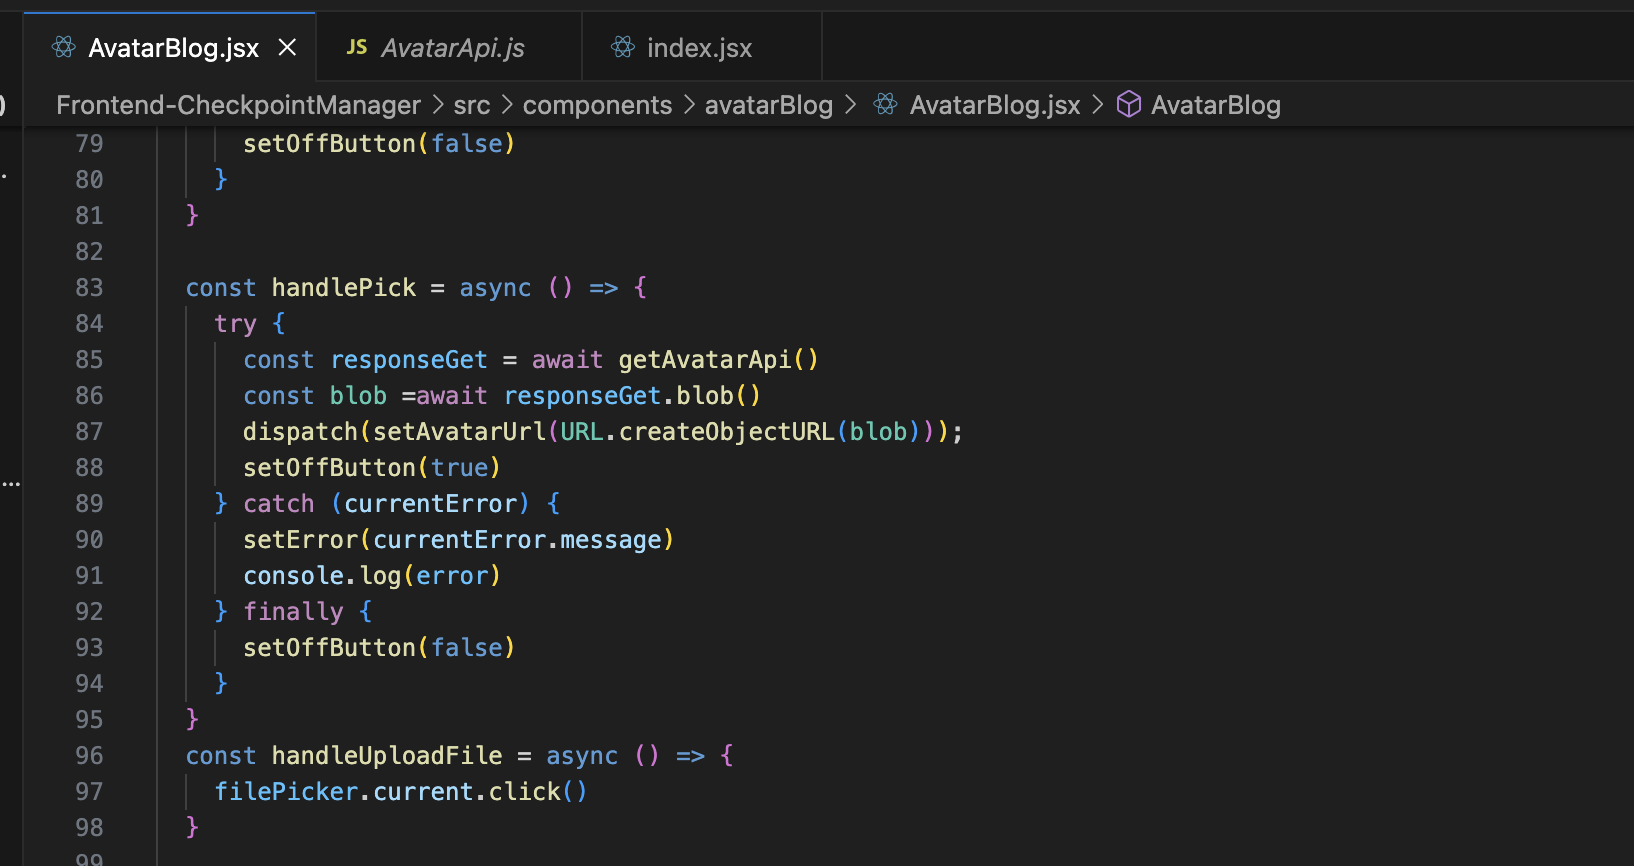 AvatarBlog.jsx JS AvatarApi.js index.jsx
) Frontend-CheckpointManager > src > components > avatarBlog > AvatarBlog.jsx > AvatarBlog
79 setOffButton(false)
80 }
81 }
82
83 const handlePick = async () => {
84 try {
85 const responseGet = await getAvatarApi()
86 const blob =await responseGet.blob()
87 dispatch(setAvatarUrl(URL.createObjectURL(blob)));
88 setOffButton(true)
89 } catch (currentError) {
90 setError(currentError.message)
91 console.log(error)
92 } finally {
93 setOffButton(false)
94 }
95 }
96 const handleUploadFile = async () => {
97 filePicker.current.click()
98 }
99